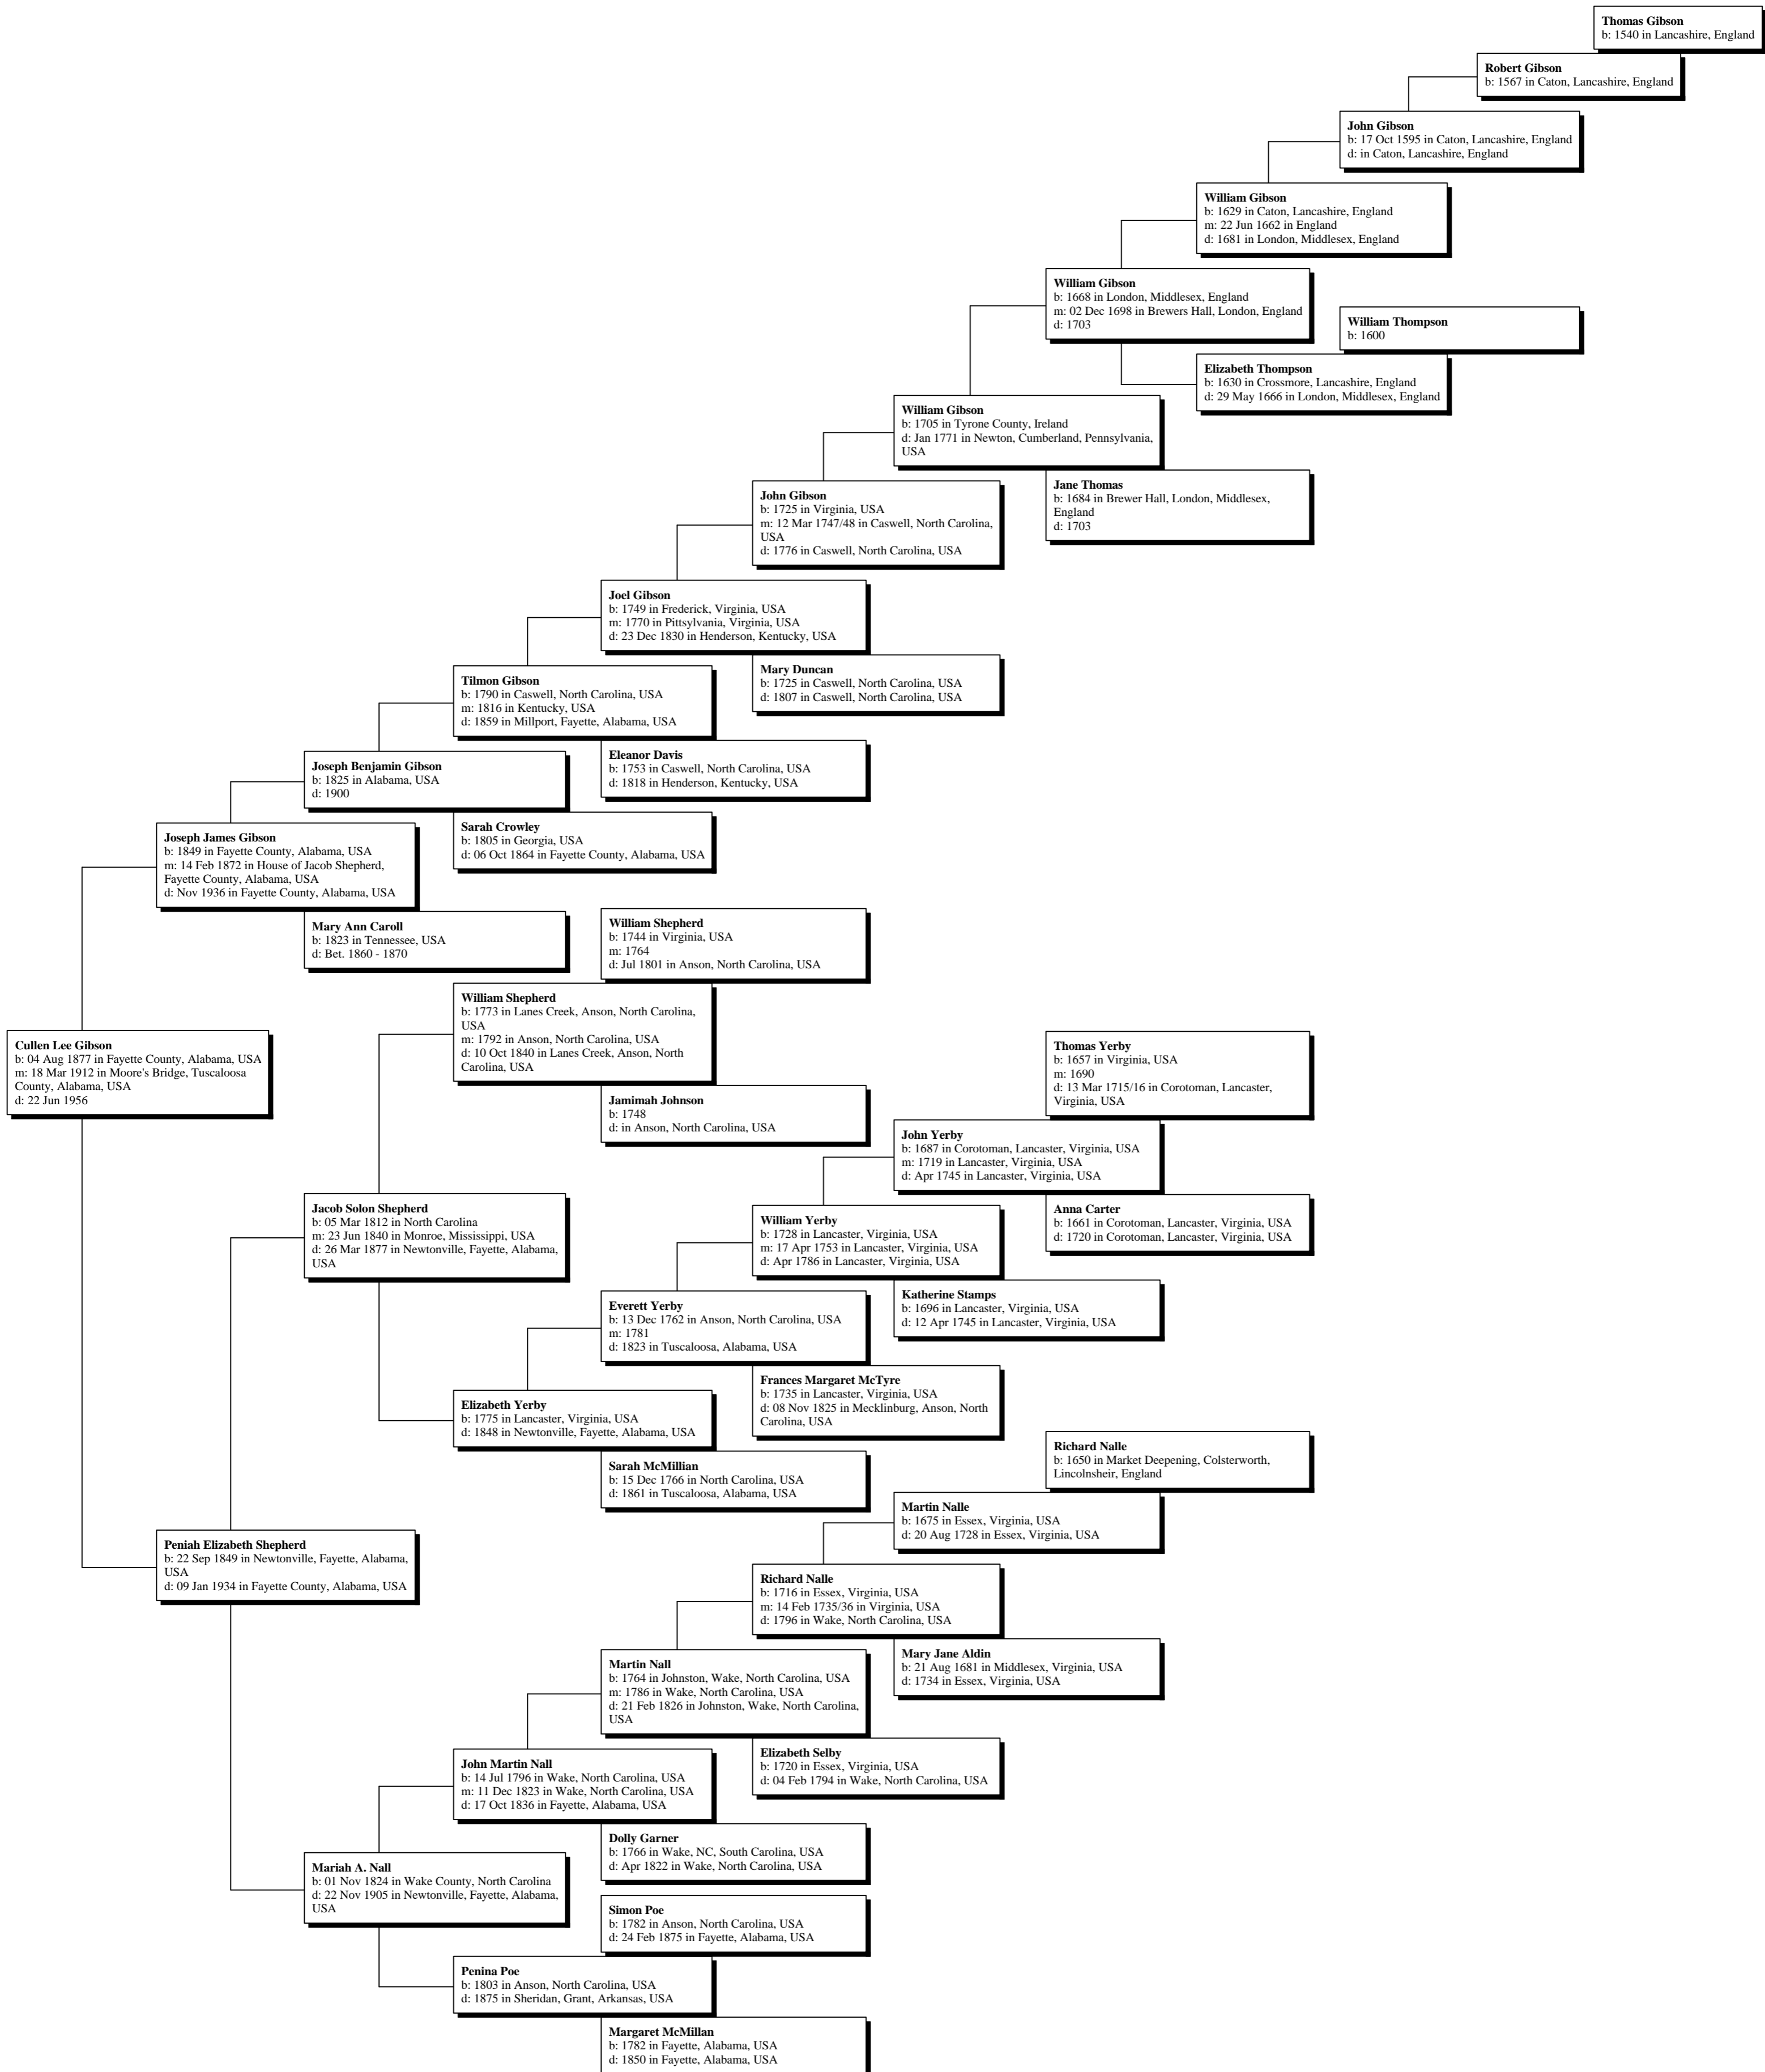 Thomas Gibson
b: 1540 in Lancashire, England
Robert Gibson
b: 1567 in Caton, Lancashire, England
John Gibson
b: 17 Oct 1595 in Caton, Lancashire, England
d: in Caton, Lancashire, England
William Gibson
b: 1629 in Caton, Lancashire, England
m: 22 Jun 1662 in England
d: 1681 in London, Middlesex, England
William Gibson
b: 1668 in London, Middlesex, England
m: 02 Dec 1698 in Brewers Hall, London, England
d: 1703
William Thompson
b: 1600
Elizabeth Thompson
b: 1630 in Crossmore, Lancashire, England
d: 29 May 1666 in London, Middlesex, England
William Gibson
b: 1705 in Tyrone County, Ireland
d: Jan 1771 in Newton, Cumberland, Pennsylvania,
USA
Jane Thomas
b: 1684 in Brewer Hall, London, Middlesex,
England
d: 1703
John Gibson
b: 1725 in Virginia, USA
m: 12 Mar 1747/48 in Caswell, North Carolina,
USA
d: 1776 in Caswell, North Carolina, USA
Joel Gibson
b: 1749 in Frederick, Virginia, USA
m: 1770 in Pittsylvania, Virginia, USA
d: 23 Dec 1830 in Henderson, Kentucky, USA
Mary Duncan
b: 1725 in Caswell, North Carolina, USA
d: 1807 in Caswell, North Carolina, USA
Tilmon Gibson
b: 1790 in Caswell, North Carolina, USA
m: 1816 in Kentucky, USA
d: 1859 in Millport, Fayette, Alabama, USA
Eleanor Davis
b: 1753 in Caswell, North Carolina, USA
d: 1818 in Henderson, Kentucky, USA
Joseph Benjamin Gibson
b: 1825 in Alabama, USA
d: 1900
Sarah Crowley
b: 1805 in Georgia, USA
d: 06 Oct 1864 in Fayette County, Alabama, USA
Joseph James Gibson
b: 1849 in Fayette County, Alabama, USA
m: 14 Feb 1872 in House of Jacob Shepherd,
Fayette County, Alabama, USA
d: Nov 1936 in Fayette County, Alabama, USA
Mary Ann Caroll
b: 1823 in Tennessee, USA
d: Bet. 1860 - 1870
William Shepherd
b: 1744 in Virginia, USA
m: 1764
d: Jul 1801 in Anson, North Carolina, USA
William Shepherd
b: 1773 in Lanes Creek, Anson, North Carolina,
USA
m: 1792 in Anson, North Carolina, USA
d: 10 Oct 1840 in Lanes Creek, Anson, North
Carolina, USA
Cullen Lee Gibson
b: 04 Aug 1877 in Fayette County, Alabama, USA
m: 18 Mar 1912 in Moore's Bridge, Tuscaloosa
County, Alabama, USA
d: 22 Jun 1956
Thomas Yerby
b: 1657 in Virginia, USA
m: 1690
d: 13 Mar 1715/16 in Corotoman, Lancaster,
Virginia, USA
Jamimah Johnson
b: 1748
d: in Anson, North Carolina, USA
John Yerby
b: 1687 in Corotoman, Lancaster, Virginia, USA
m: 1719 in Lancaster, Virginia, USA
d: Apr 1745 in Lancaster, Virginia, USA
Jacob Solon Shepherd
b: 05 Mar 1812 in North Carolina
m: 23 Jun 1840 in Monroe, Mississippi, USA
d: 26 Mar 1877 in Newtonville, Fayette, Alabama,
USA
Anna Carter
b: 1661 in Corotoman, Lancaster, Virginia, USA
d: 1720 in Corotoman, Lancaster, Virginia, USA
William Yerby
b: 1728 in Lancaster, Virginia, USA
m: 17 Apr 1753 in Lancaster, Virginia, USA
d: Apr 1786 in Lancaster, Virginia, USA
Katherine Stamps
b: 1696 in Lancaster, Virginia, USA
d: 12 Apr 1745 in Lancaster, Virginia, USA
Everett Yerby
b: 13 Dec 1762 in Anson, North Carolina, USA
m: 1781
d: 1823 in Tuscaloosa, Alabama, USA
Frances Margaret McTyre
b: 1735 in Lancaster, Virginia, USA
d: 08 Nov 1825 in Mecklinburg, Anson, North
Carolina, USA
Elizabeth Yerby
b: 1775 in Lancaster, Virginia, USA
d: 1848 in Newtonville, Fayette, Alabama, USA
Richard Nalle
b: 1650 in Market Deepening, Colsterworth,
Lincolnsheir, England
Sarah McMillian
b: 15 Dec 1766 in North Carolina, USA
d: 1861 in Tuscaloosa, Alabama, USA
Martin Nalle
b: 1675 in Essex, Virginia, USA
d: 20 Aug 1728 in Essex, Virginia, USA
Peniah Elizabeth Shepherd
b: 22 Sep 1849 in Newtonville, Fayette, Alabama,
USA
d: 09 Jan 1934 in Fayette County, Alabama, USA
Richard Nalle
b: 1716 in Essex, Virginia, USA
m: 14 Feb 1735/36 in Virginia, USA
d: 1796 in Wake, North Carolina, USA
Mary Jane Aldin
b: 21 Aug 1681 in Middlesex, Virginia, USA
d: 1734 in Essex, Virginia, USA
Martin Nall
b: 1764 in Johnston, Wake, North Carolina, USA
m: 1786 in Wake, North Carolina, USA
d: 21 Feb 1826 in Johnston, Wake, North Carolina,
USA
Elizabeth Selby
b: 1720 in Essex, Virginia, USA
d: 04 Feb 1794 in Wake, North Carolina, USA
John Martin Nall
b: 14 Jul 1796 in Wake, North Carolina, USA
m: 11 Dec 1823 in Wake, North Carolina, USA
d: 17 Oct 1836 in Fayette, Alabama, USA
Dolly Garner
b: 1766 in Wake, NC, South Carolina, USA
d: Apr 1822 in Wake, North Carolina, USA
Mariah A. Nall
b: 01 Nov 1824 in Wake County, North Carolina
d: 22 Nov 1905 in Newtonville, Fayette, Alabama,
USA
Simon Poe
b: 1782 in Anson, North Carolina, USA
d: 24 Feb 1875 in Fayette, Alabama, USA
Penina Poe
b: 1803 in Anson, North Carolina, USA
d: 1875 in Sheridan, Grant, Arkansas, USA
Margaret McMillan
b: 1782 in Fayette, Alabama, USA
d: 1850 in Fayette, Alabama, USA